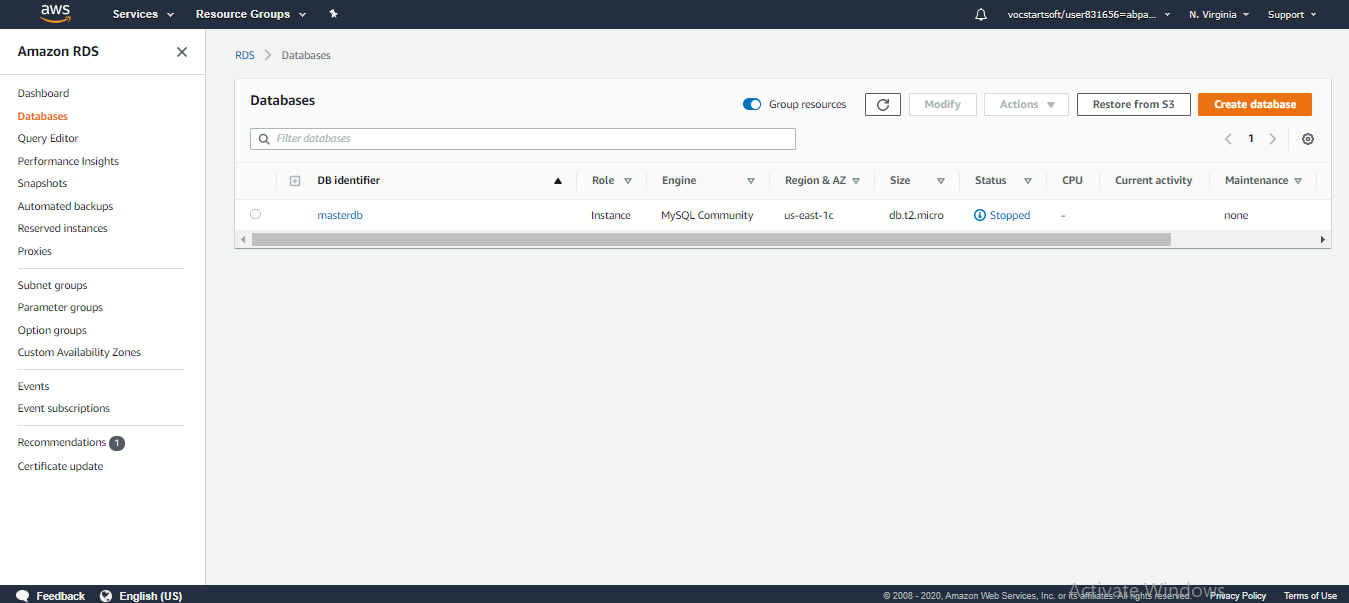 aws Services Resource Groups vocstartsoft/user831656=abpa... N. Virginia Support
Amazon RDS
Dashboard
Databases
Query Editor
Performance Insights
Snapshots
Automated backups
Reserved instances
Proxies
Subnet groups
Parameter groups
Option groups
Custom Availability Zones
Events
Event subscriptions
Recommendations 1
Certificate update
RDS Databases
Databases Group resources Modify Actions Restore from S3 Create database
Filter databases 1
DB identifier Role Engine Region & AZ Size Status CPU Current activity Maintenance
masterdb Instance MySQL Community us-east-1c db.t2.micro Stopped - none
Activate Windows
Feedback English (US) © 2008 - 2020, Amazon Web Services, Inc. or its affiliates. All rights reserved. Privacy Policy Terms of Use